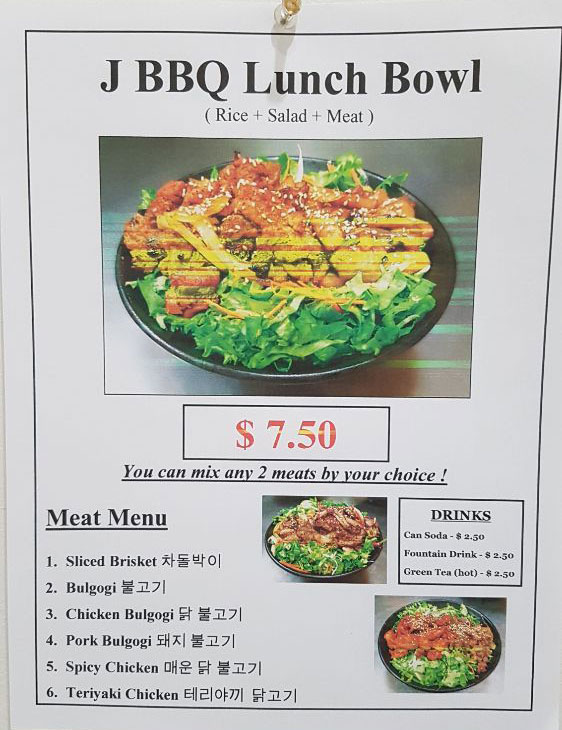 J BBQ Lunch Bowl
( Rice + Salad + Meat )
$ 7.50
You can mix any 2 meats by your choice !
Meat Menu
1. Sliced Brisket 차돌박이
2. Bulgogi 불고기
3. Chicken Bulgogi 닭 불고기
4. Pork Bulgogi 돼지 불고기
5. Spicy Chicken 매운 닭 불고기
6. Teriyaki Chicken 테리야끼 닭고기
DRINKS
Can Soda - $ 2.50
Fountain Drink - $ 2.50
Green Tea (hot) - $ 2.50